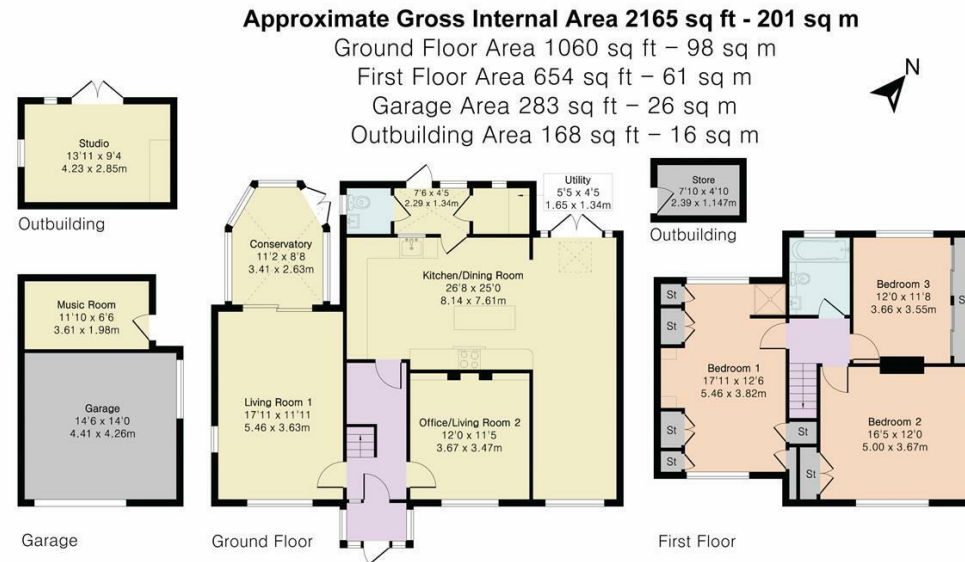 Approximate Gross Internal Area 2165 sq ft - 201 sq m
Ground Floor Area 1060 sq ft – 98 sq m
First Floor Area 654 sq ft – 61 sq m
Garage Area 283 sq ft – 26 sq m
Outbuilding Area 168 sq ft – 16 sq m
N
Studio
13'11 x 9'4
4.23 x 2.85m
Outbuilding
Music Room
11'10 x 6'6
3.61 x 1.98m
Garage
14'6 x 14'0
4.41 x 4.26m
Garage
Conservatory
11'2 x 8'8
3.41 x 2.63m
7'6 x 4'5
2.29 x 1.34m
Utility
5'5 x 4'5
1.65 x 1.34m
Kitchen/Dining Room
26'8 x 25'0
8.14 x 7.61m
Living Room 1
17'11 x 11'11
5.46 x 3.63m
Office/Living Room 2
12'0 x 11'5
3.67 x 3.47m
Ground Floor
Store
7'10 x 4'10
2.39 x 1.147m
Outbuilding
St
St
Bedroom 1
17'11 x 12'6
5.46 x 3.82m
St
St
Bedroom 3
12'0 x 11'8
3.66 x 3.55m
S
St
St
Bedroom 2
16'5 x 12'0
5.00 x 3.67m
First Floor